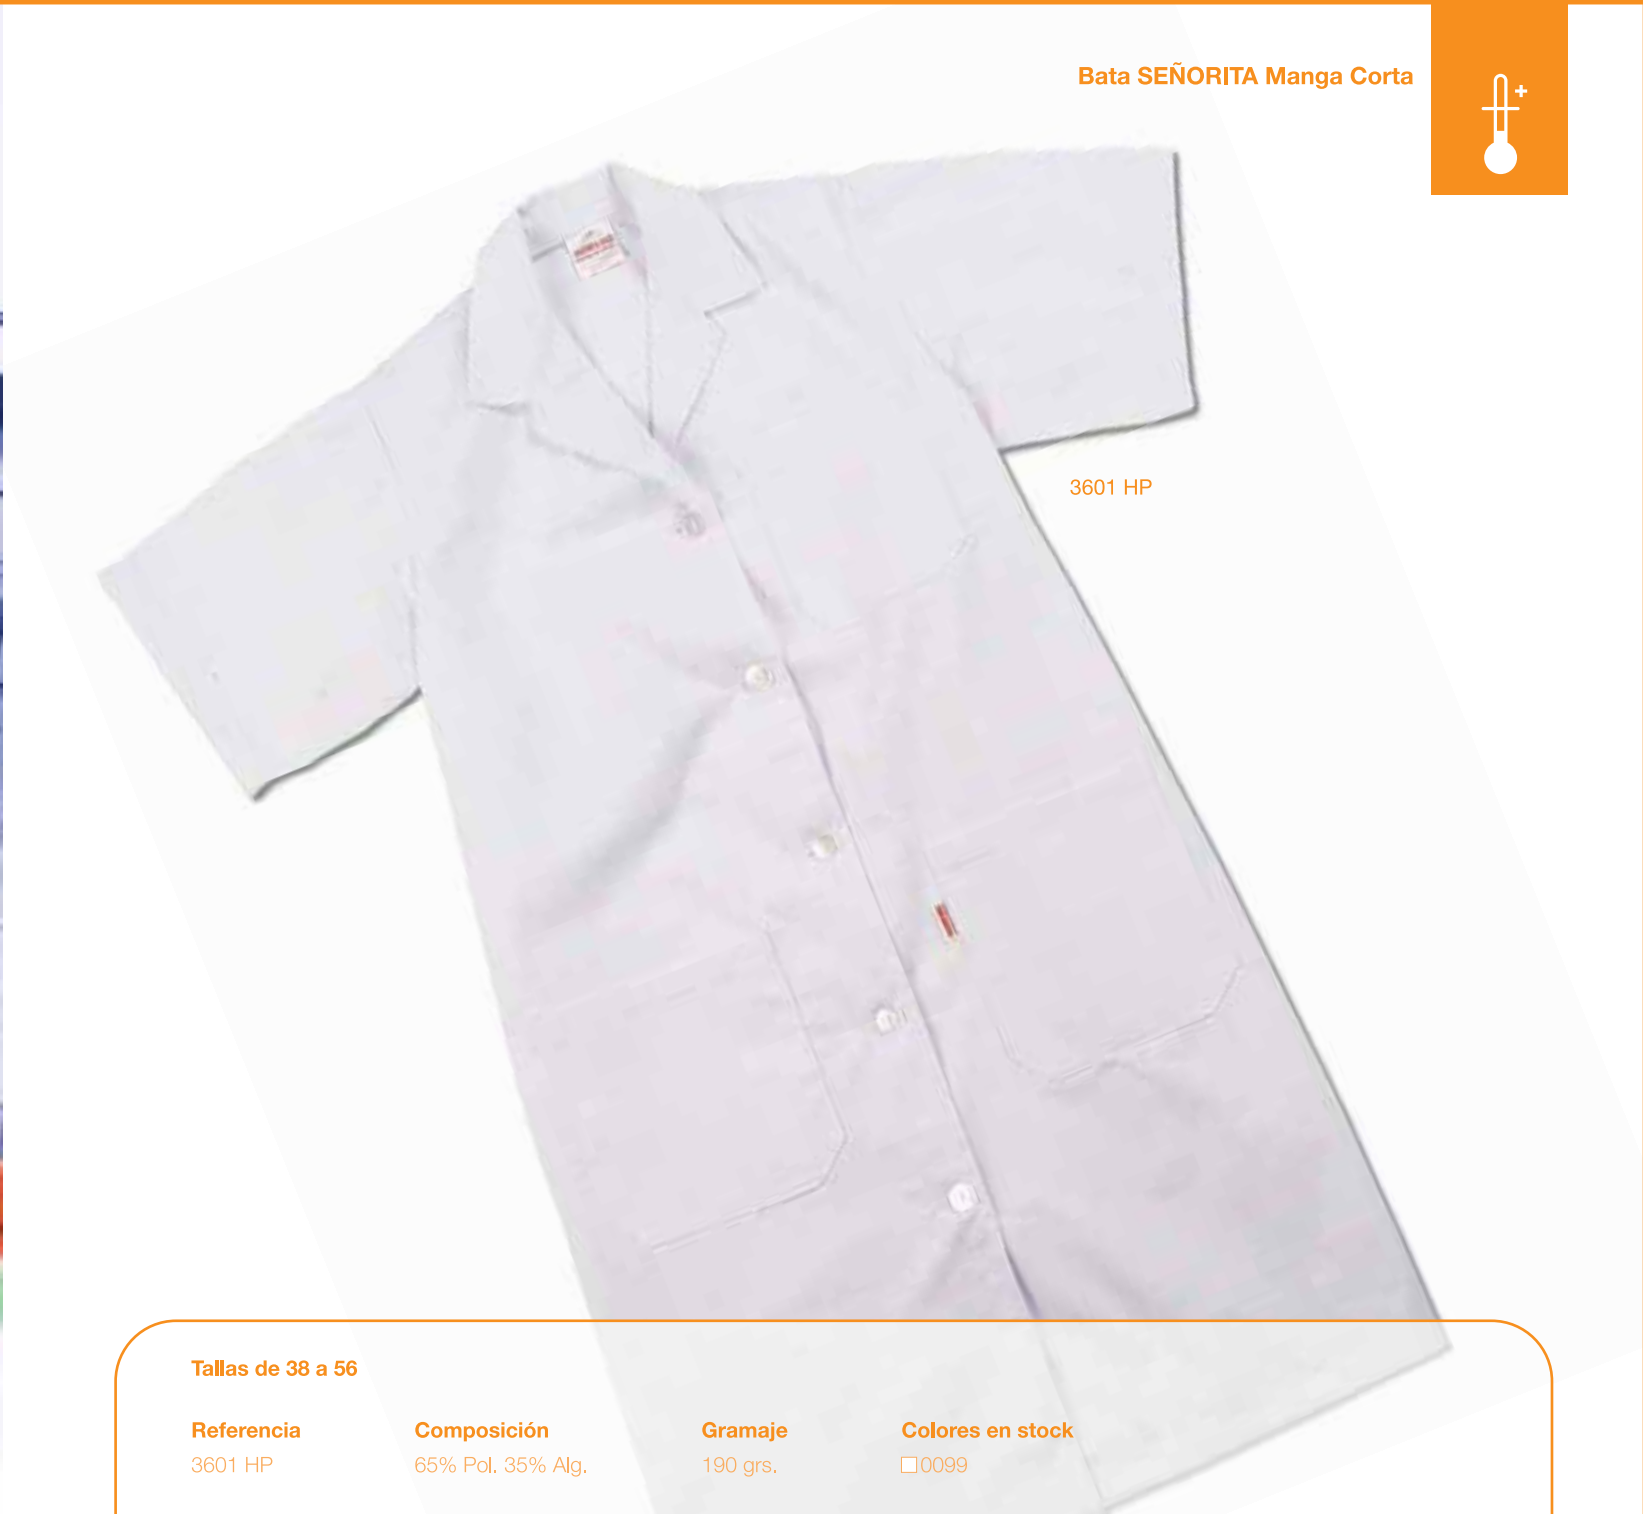 Bata SEÑORITA Manga Corta
3601 HP
Tallas de 38 a 56
Referencia Composición Gramaje Colores en stock
3601 HP 65% Pol. 35% Alg. 190 grs. 0099